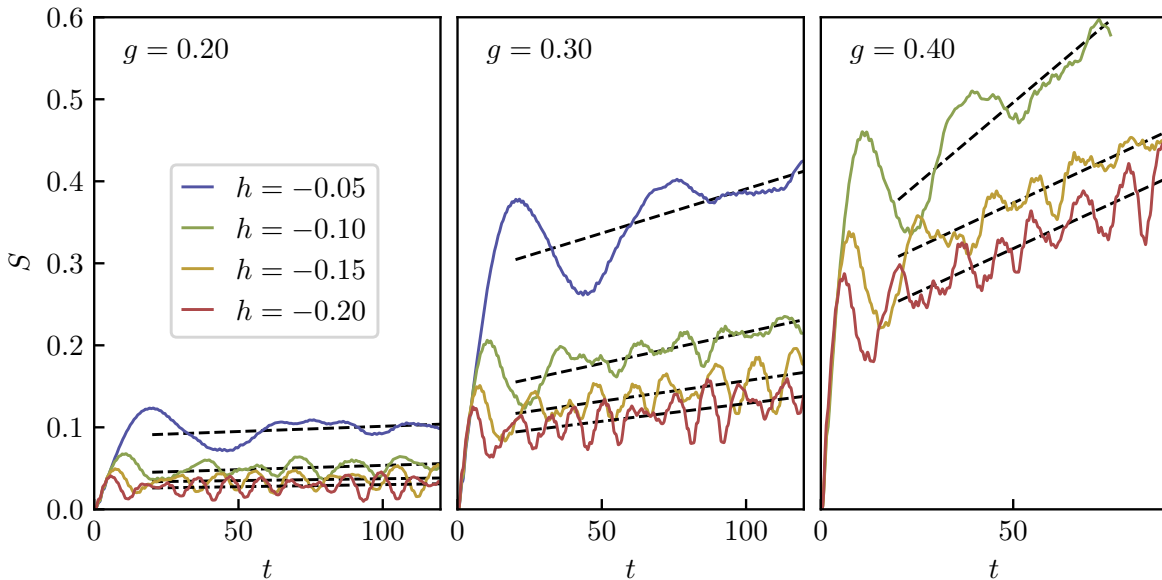 g = 0.20
g = 0.30
g = 0.40
0.6
0.5
0.4
0.3
0.2
0.1
0.0
S
h = −0.05
h = −0.10
h = −0.15
h = −0.20
0 50 100
0 50 100
0 50
t
t
t